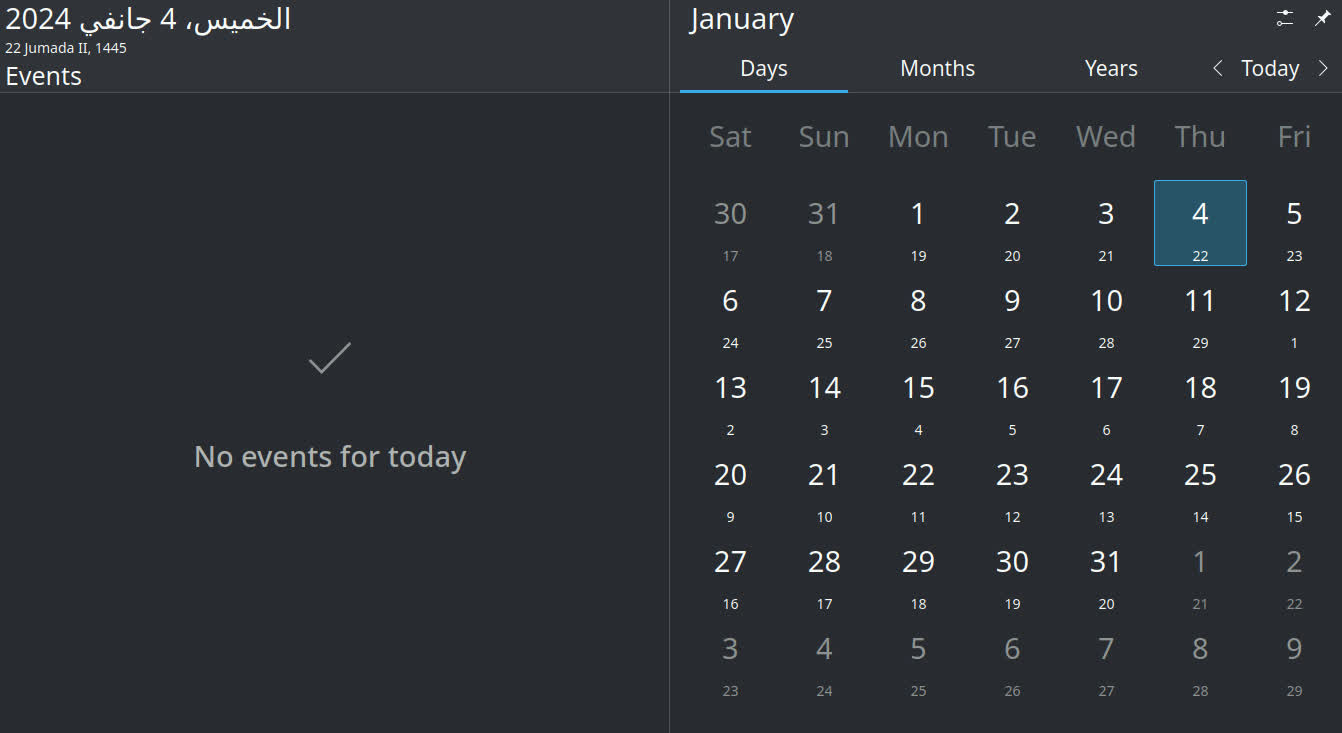 الخميس، 4 جانفي 2024
22 Jumada II, 1445
Events
No events for today
January
Days Months Years Today
Sat Sun Mon Tue Wed Thu Fri
30 31 1 2 3 4 5
17 18 19 20 21 22 23
6 7 8 9 10 11 12
24 25 26 27 28 29 1
13 14 15 16 17 18 19
2 3 4 5 6 7 8
20 21 22 23 24 25 26
9 10 11 12 13 14 15
27 28 29 30 31 1 2
16 17 18 19 20 21 22
3 4 5 6 7 8 9
23 24 25 26 27 28 29